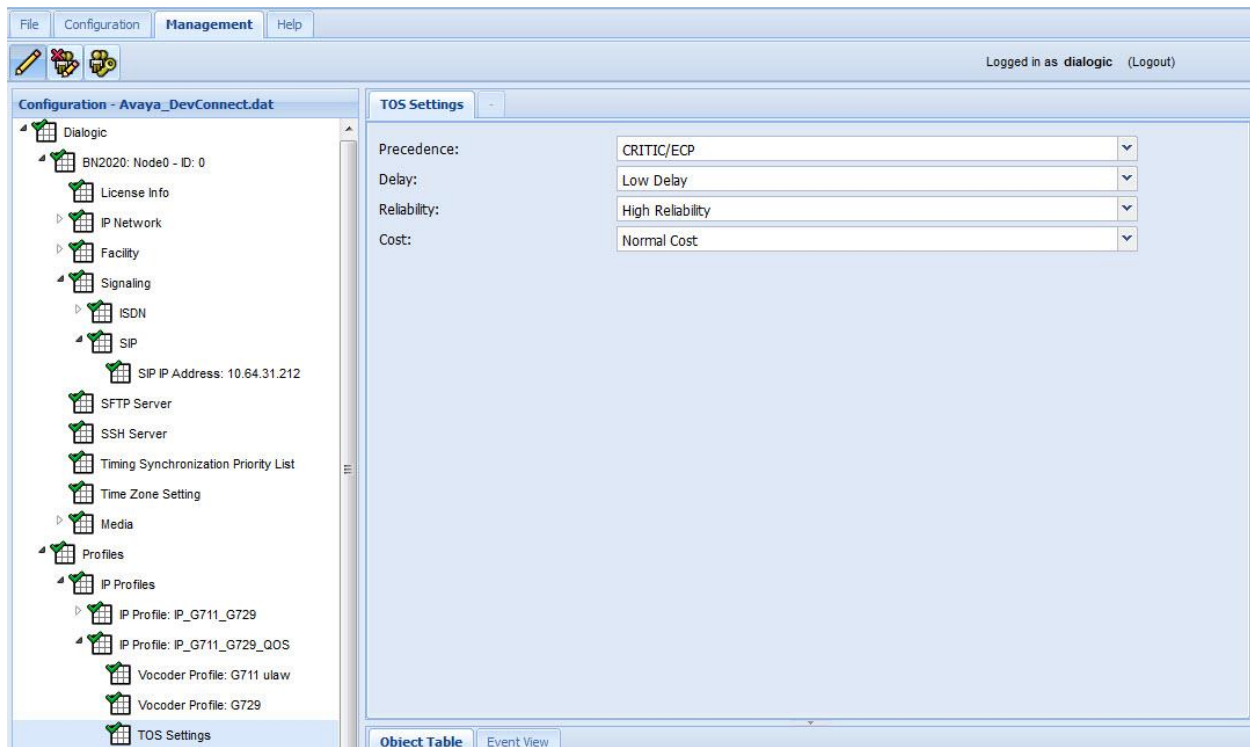 File Configuration Management Help
Logged in as dialogic (Logout)
Configuration - Avaya_DevConnect.dat
Dialogic
BN2020: Node0 - ID: 0
License Info
IP Network
Facility
Signaling
ISDN
SIP
SIP IP Address: 10.64.31.212
SFTP Server
SSH Server
Timing Synchronization Priority List
Time Zone Setting
Media
Profiles
IP Profiles
IP Profile: IP_G711_G729
IP Profile: IP_G711_G729_QOS
Vocoder Profile: G711 ulaw
Vocoder Profile: G729
TOS Settings
TOS Settings -
Precedence: CRITIC/ECP
Delay: Low Delay
Reliability: High Reliability
Cost: Normal Cost
Object Table Event View